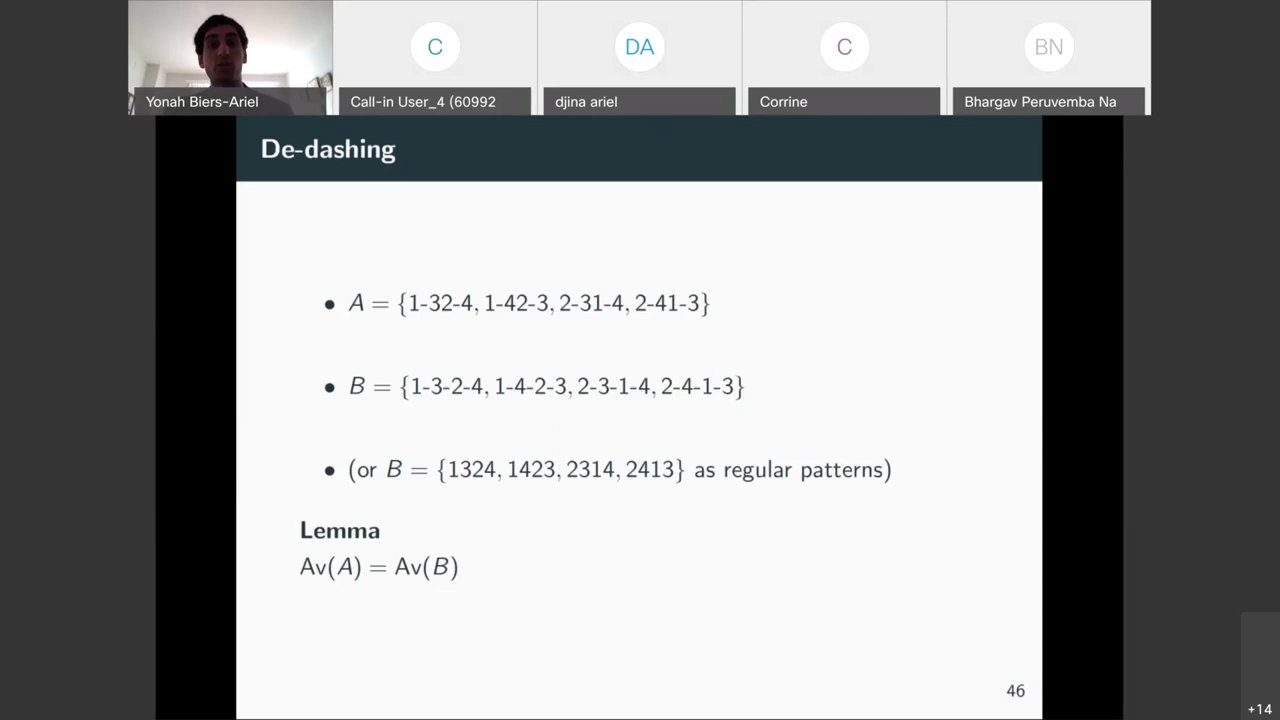 C
DA
C
BN
Yonah Biers-Ariel
Call-in User_4 (60992
djina ariel
Corrine
Bhargav Peruvemba Na
De-dashing
• A = {1-32-4, 1-42-3, 2-31-4, 2-41-3}
• B = {1-3-2-4, 1-4-2-3, 2-3-1-4, 2-4-1-3}
• (or B = {1324, 1423, 2314, 2413} as regular patterns)
Lemma
Av(A) = Av(B)
46
+14